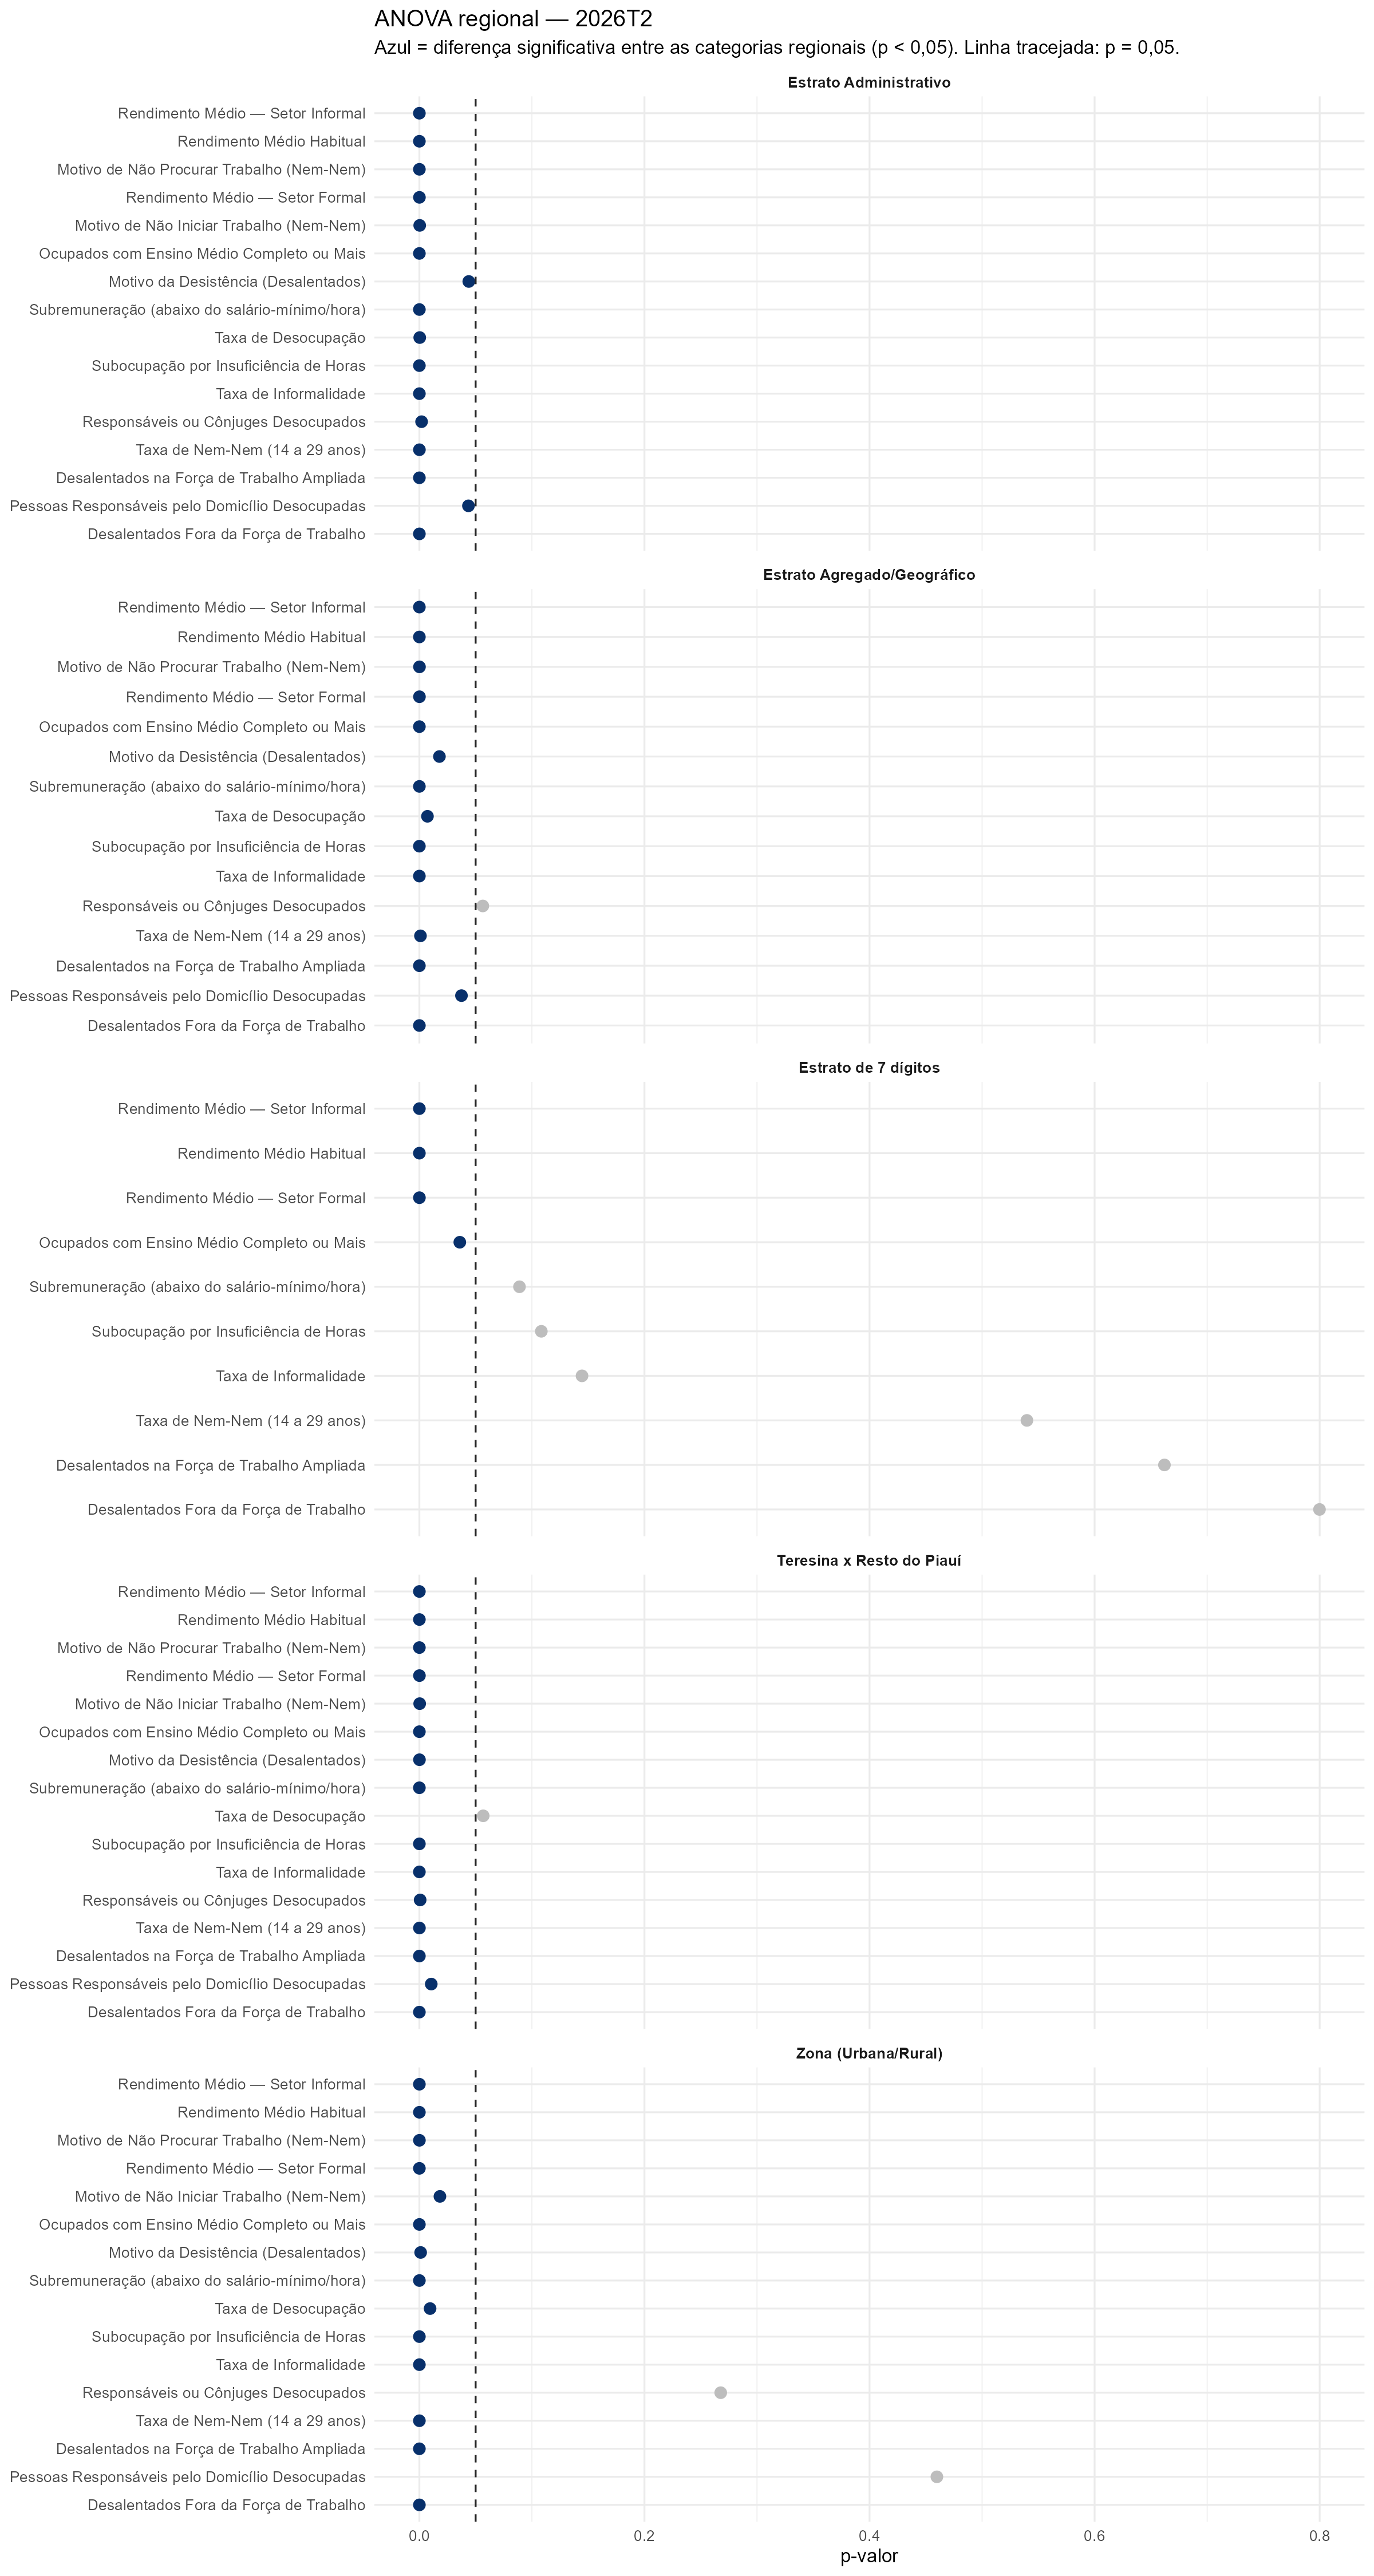 ANOVA regional — 2026T2
Azul = diferença significativa entre as categorias regionais (p < 0,05). Linha tracejada: p = 0,05.
Estrato Administrativo
Rendimento Médio — Setor Informal
Rendimento Médio Habitual
Motivo de Não Procurar Trabalho (Nem-Nem)
Rendimento Médio — Setor Formal
Motivo de Não Iniciar Trabalho (Nem-Nem)
Ocupados com Ensino Médio Completo ou Mais
Motivo da Desistência (Desalentados)
Subremuneração (abaixo do salário-mínimo/hora)
Taxa de Desocupação
Subocupação por Insuficiência de Horas
Taxa de Informalidade
Responsáveis ou Cônjuges Desocupados
Taxa de Nem-Nem (14 a 29 anos)
Desalentados na Força de Trabalho Ampliada
Pessoas Responsáveis pelo Domicílio Desocupadas
Desalentados Fora da Força de Trabalho
Estrato Agregado/Geográfico
Rendimento Médio — Setor Informal
Rendimento Médio Habitual
Motivo de Não Procurar Trabalho (Nem-Nem)
Rendimento Médio — Setor Formal
Ocupados com Ensino Médio Completo ou Mais
Motivo da Desistência (Desalentados)
Subremuneração (abaixo do salário-mínimo/hora)
Taxa de Desocupação
Subocupação por Insuficiência de Horas
Taxa de Informalidade
Responsáveis ou Cônjuges Desocupados
Taxa de Nem-Nem (14 a 29 anos)
Desalentados na Força de Trabalho Ampliada
Pessoas Responsáveis pelo Domicílio Desocupadas
Desalentados Fora da Força de Trabalho
Estrato de 7 dígitos
Rendimento Médio — Setor Informal
Rendimento Médio Habitual
Rendimento Médio — Setor Formal
Ocupados com Ensino Médio Completo ou Mais
Subremuneração (abaixo do salário-mínimo/hora)
Subocupação por Insuficiência de Horas
Taxa de Informalidade
Taxa de Nem-Nem (14 a 29 anos)
Desalentados na Força de Trabalho Ampliada
Desalentados Fora da Força de Trabalho
Teresina x Resto do Piauí
Rendimento Médio — Setor Informal
Rendimento Médio Habitual
Motivo de Não Procurar Trabalho (Nem-Nem)
Rendimento Médio — Setor Formal
Motivo de Não Iniciar Trabalho (Nem-Nem)
Ocupados com Ensino Médio Completo ou Mais
Motivo da Desistência (Desalentados)
Subremuneração (abaixo do salário-mínimo/hora)
Taxa de Desocupação
Subocupação por Insuficiência de Horas
Taxa de Informalidade
Responsáveis ou Cônjuges Desocupados
Taxa de Nem-Nem (14 a 29 anos)
Desalentados na Força de Trabalho Ampliada
Pessoas Responsáveis pelo Domicílio Desocupadas
Desalentados Fora da Força de Trabalho
Zona (Urbana/Rural)
Rendimento Médio — Setor Informal
Rendimento Médio Habitual
Motivo de Não Procurar Trabalho (Nem-Nem)
Rendimento Médio — Setor Formal
Motivo de Não Iniciar Trabalho (Nem-Nem)
Ocupados com Ensino Médio Completo ou Mais
Motivo da Desistência (Desalentados)
Subremuneração (abaixo do salário-mínimo/hora)
Taxa de Desocupação
Subocupação por Insuficiência de Horas
Taxa de Informalidade
Responsáveis ou Cônjuges Desocupados
Taxa de Nem-Nem (14 a 29 anos)
Desalentados na Força de Trabalho Ampliada
Pessoas Responsáveis pelo Domicílio Desocupadas
Desalentados Fora da Força de Trabalho
0.0 0.2 0.4 0.6 0.8
p-valor